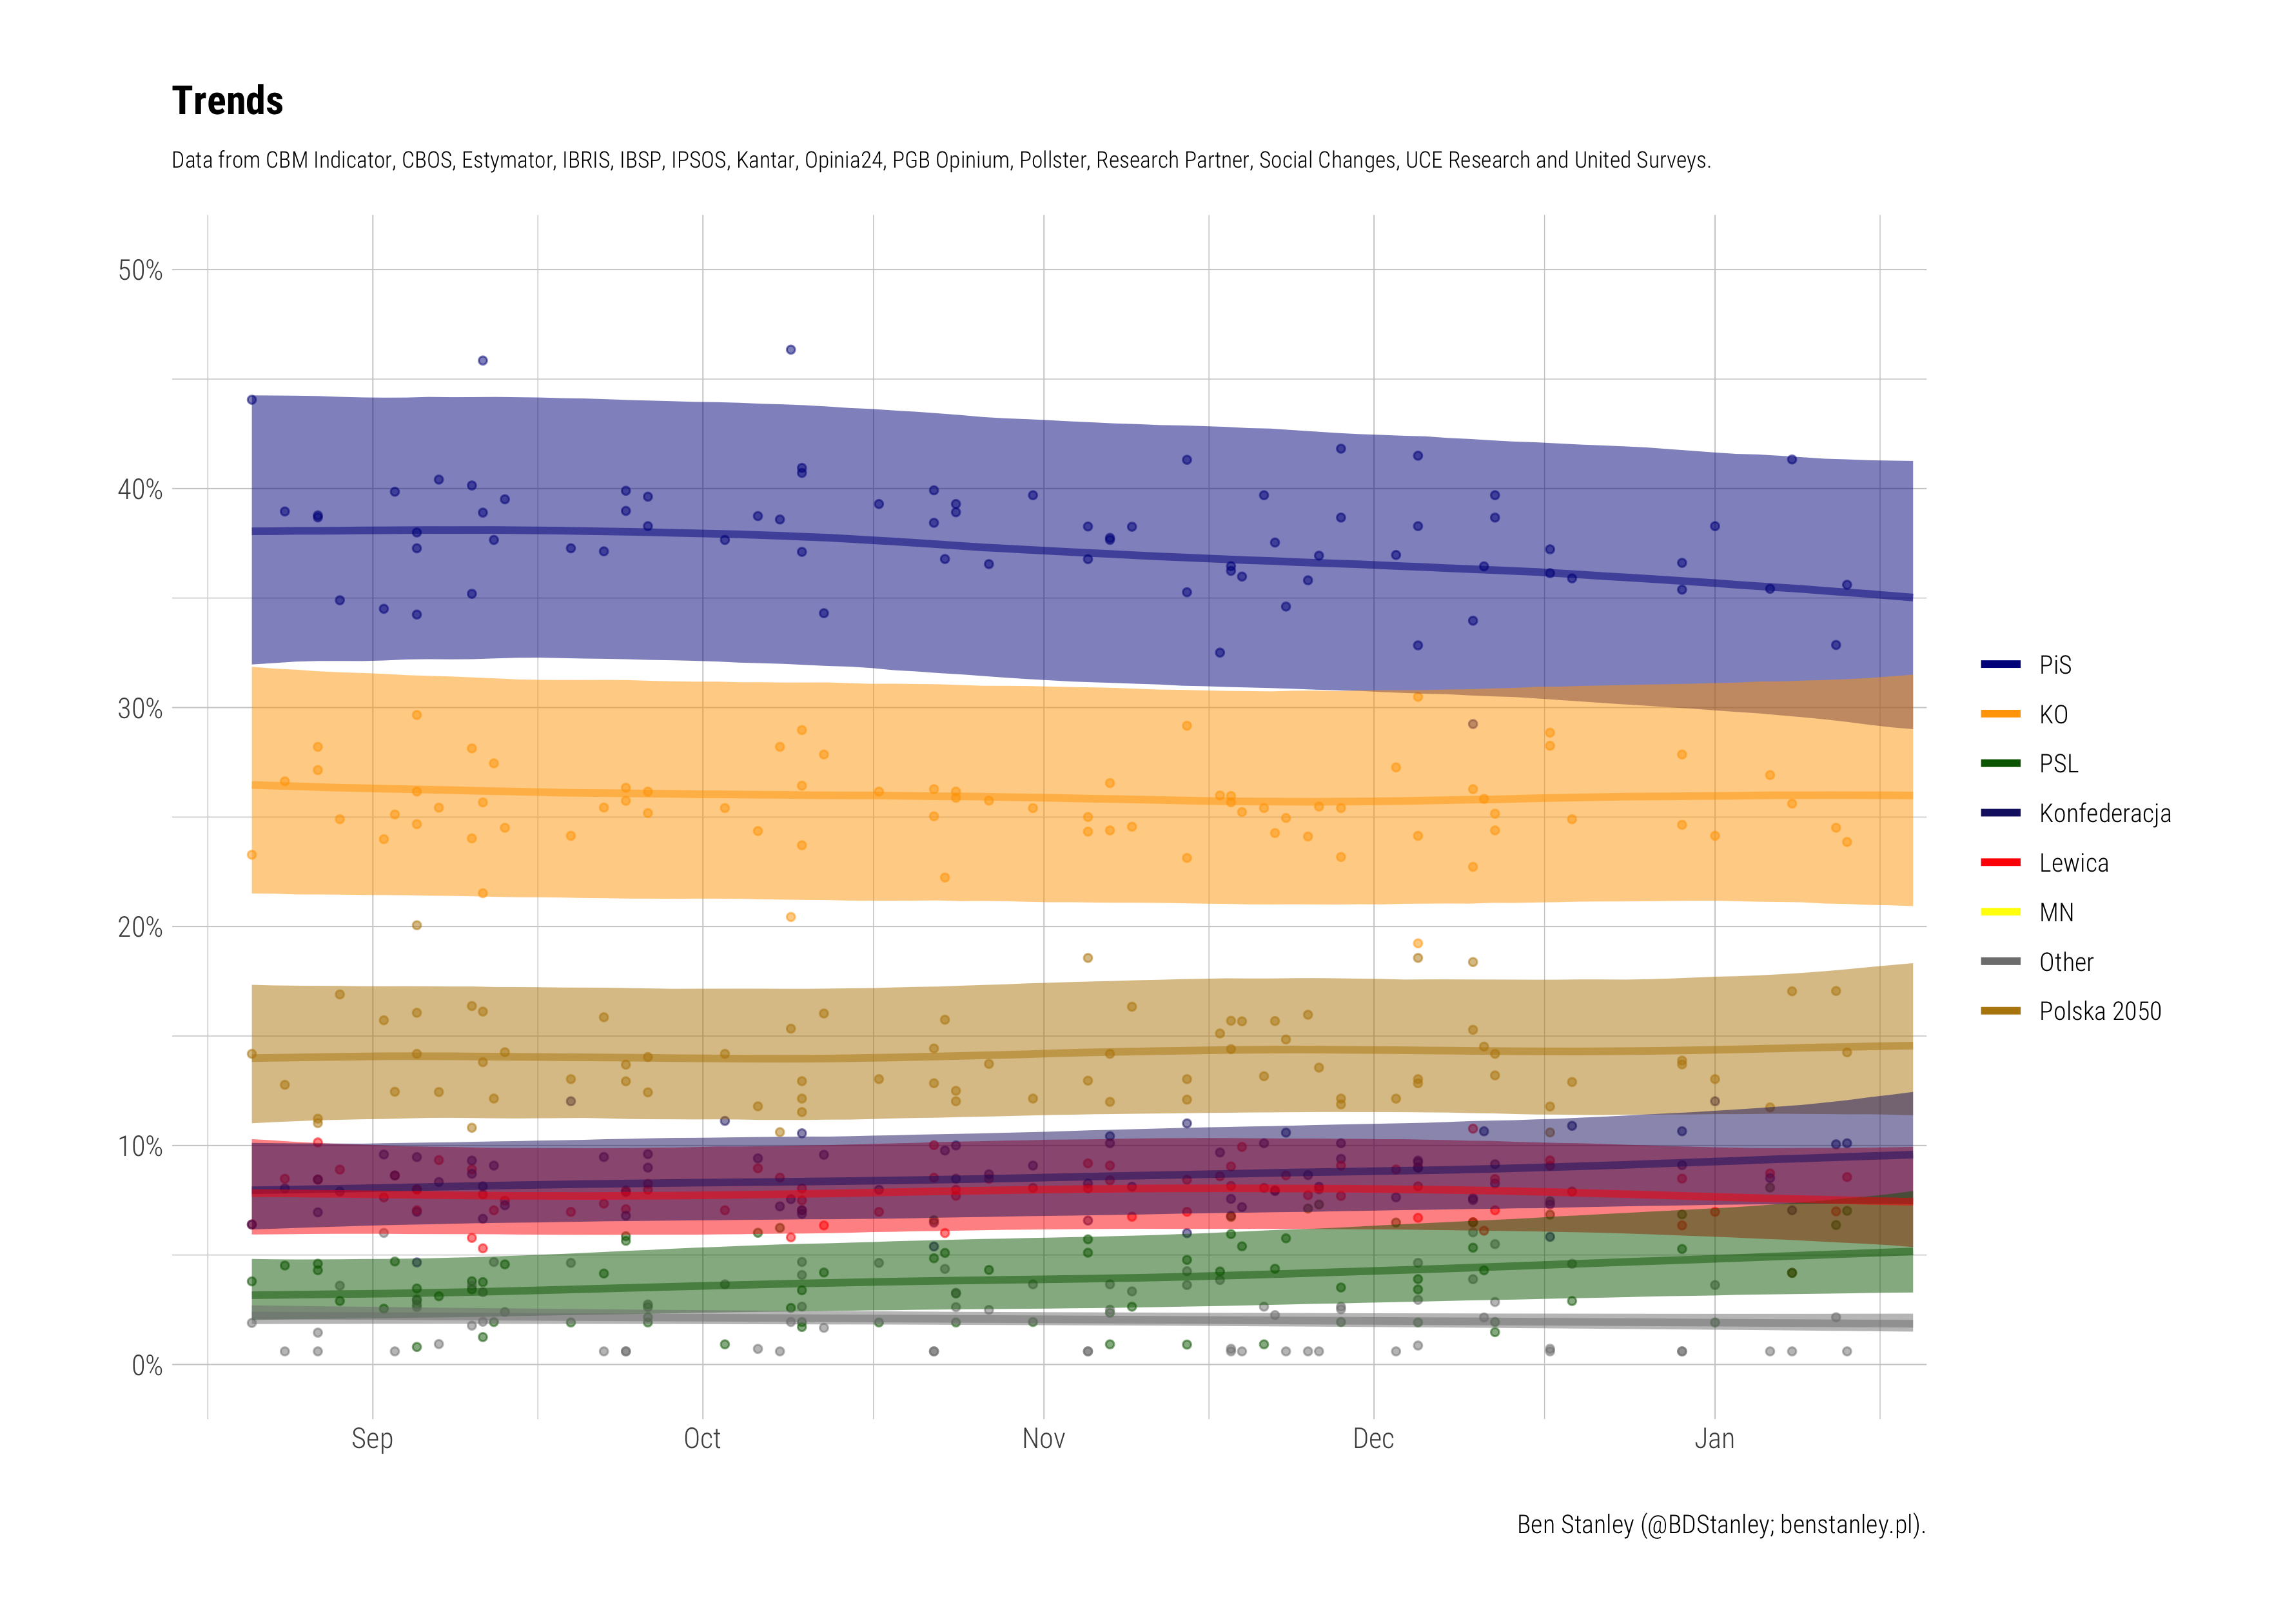 Trends
Data from CBM Indicator, CBOS, Estymator, IBRIS, IBSP, IPSOS, Kantar, Opinia24, PGB Opinium, Pollster, Research Partner, Social Changes, UCE Research and United Surveys.
50%
40%
30%
20%
10%
0%
Sep Oct Nov Dec Jan
PiS
KO
PSL
Konfederacja
Lewica
MN
Other
Polska 2050
Ben Stanley (@BDStanley; benstanley.pl).